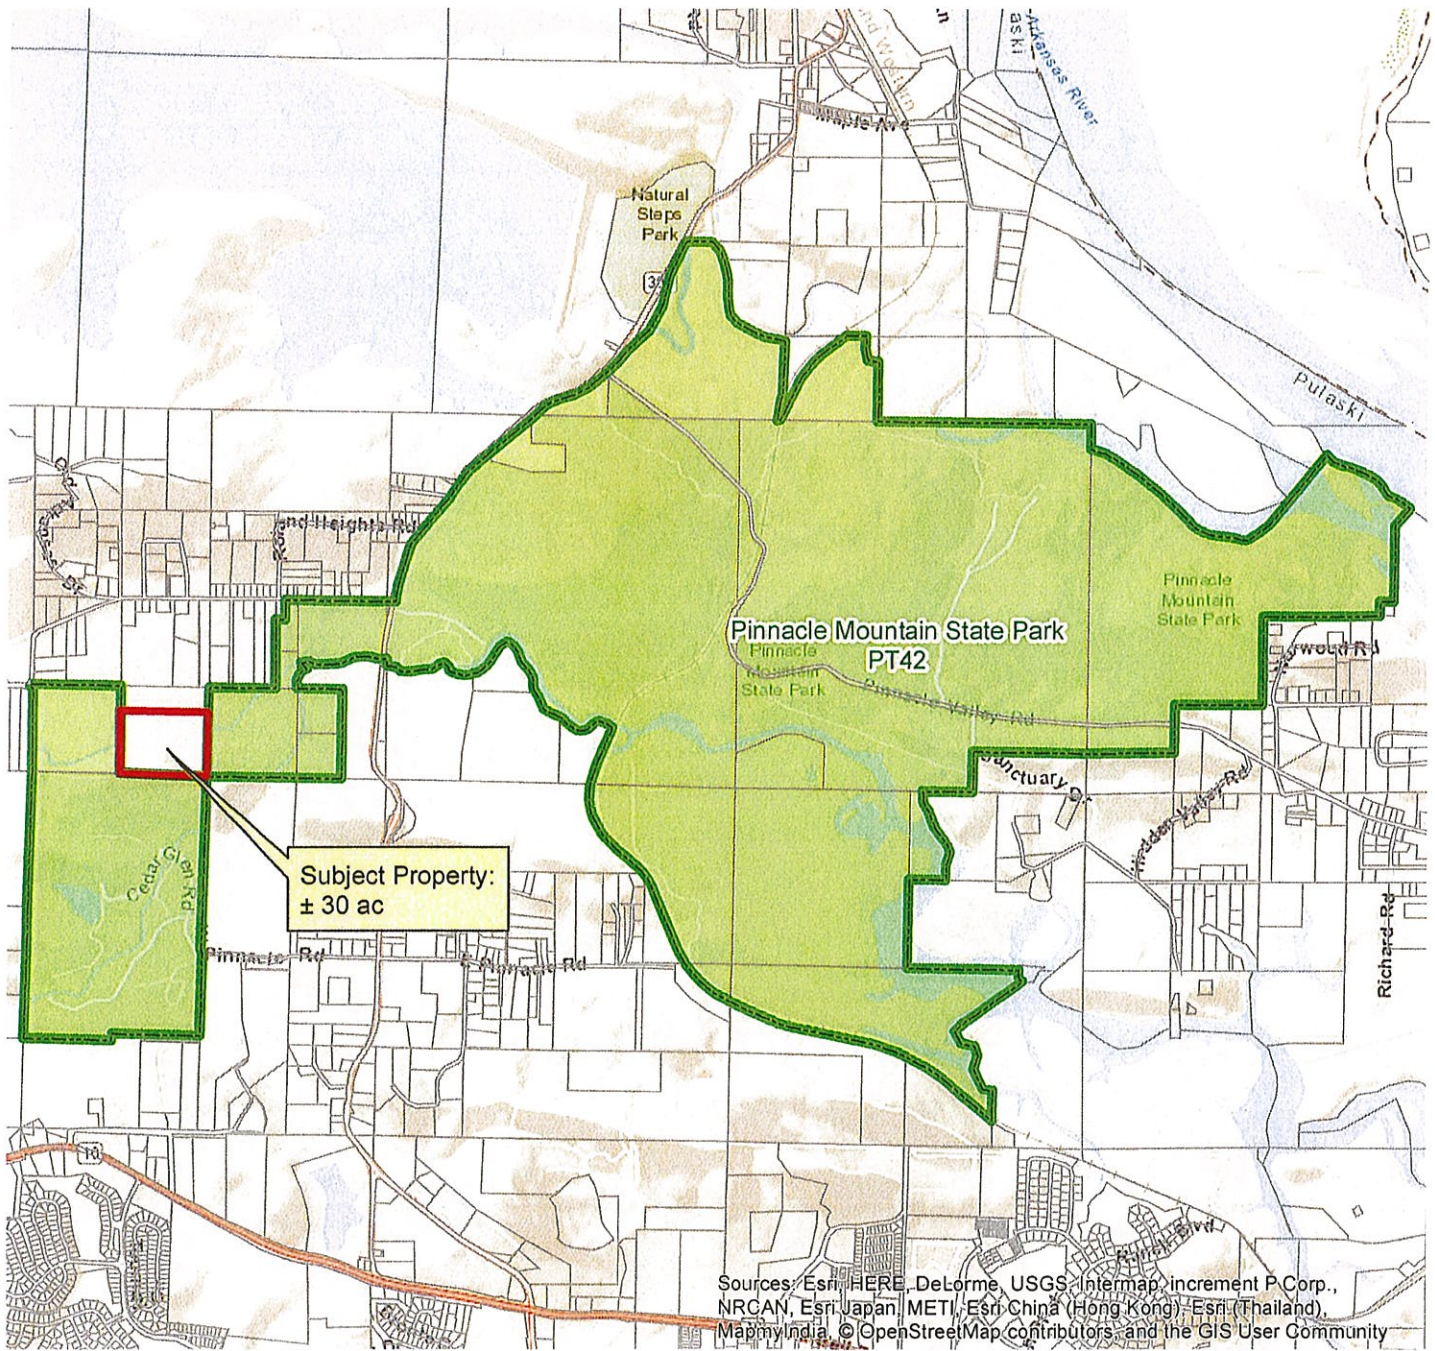 Arkansas River
Maple Ave
Natural
Steps
Park
Pulaski
Round Heights Rd
Pinnacle
Mountain
State Park
Pinnacle Mountain State Park
PT42
Pinnacle
Mountain
State Park
Pinnacle Valley Rd
Sanctuary Dr
Hidden Valley Rd
Subject Property:
± 30 ac
Cedar Glen Rd
Pinnacle Rd
E Pinnacle Rd
Richard Rd
10
Sources: Esri, HERE, DeLorme, USGS, Intermap, increment P Corp.,
NRCAN, Esri Japan, METI, Esri China (Hong Kong), Esri (Thailand),
MapmyIndia, © OpenStreetMap contributors, and the GIS User Community